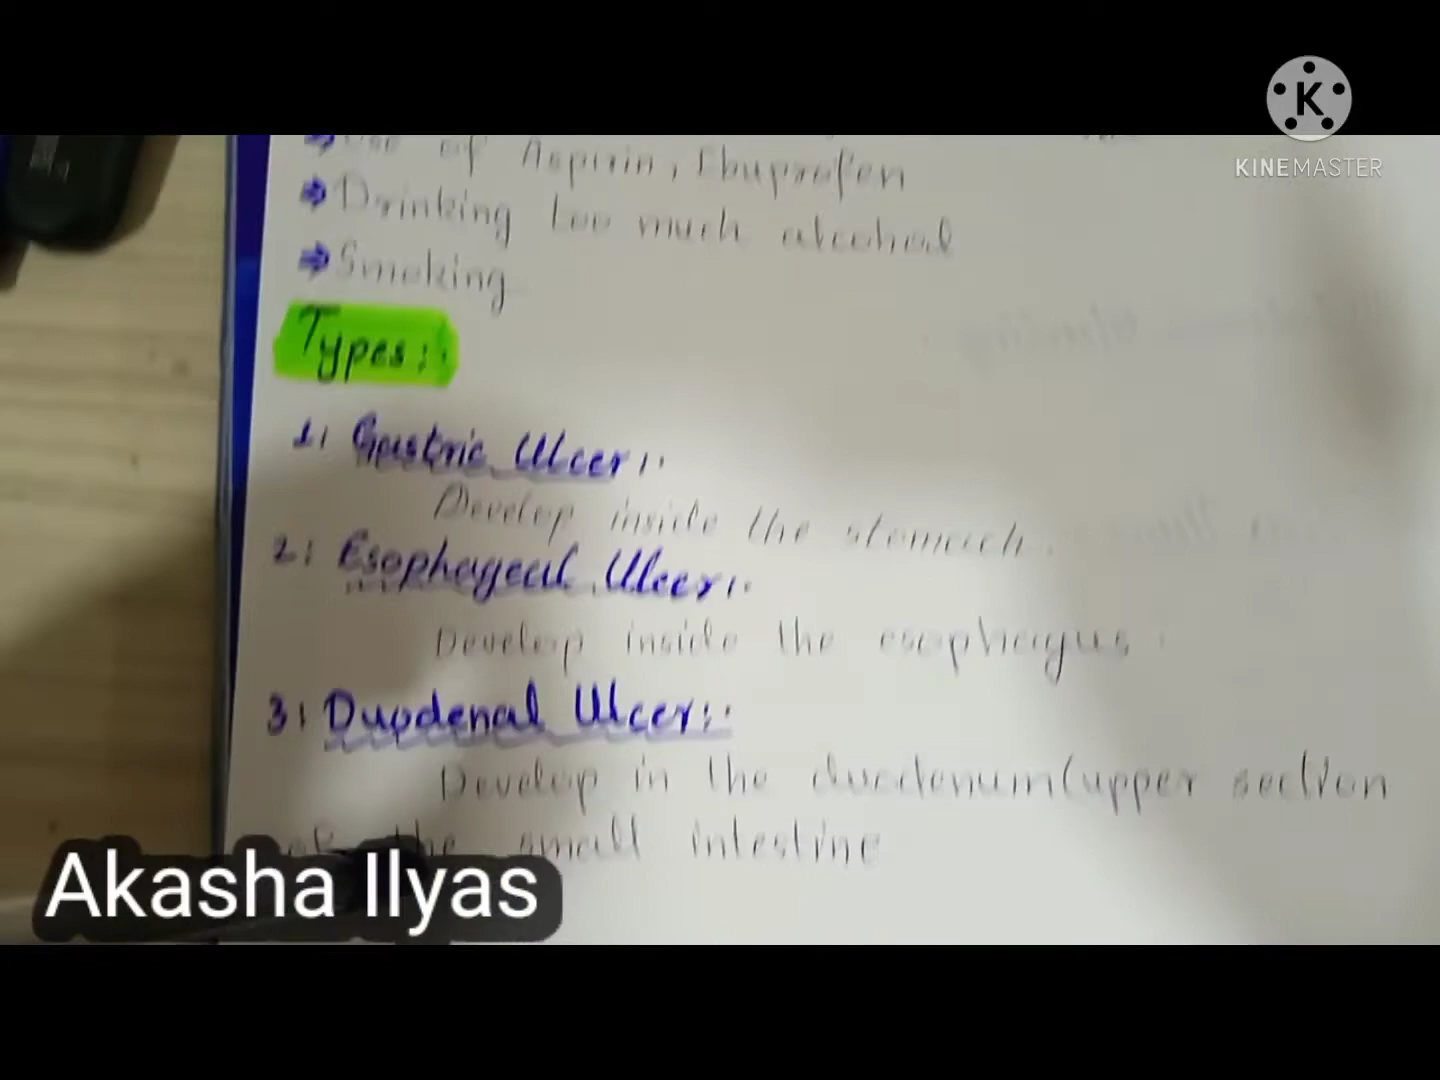 KINEMASTER
⇒ Use of Aspirin, Ibuprofen
⇒ Drinking too much alcohol
⇒ Smoking
Types:-
1: Gastric Ulcer:-
Develop inside the stomach.
2: Esophageal Ulcer:-
Develop inside the esophagus.
3: Duodenal Ulcer:-
Develop in the duodenum (upper section
of the small intestine
Akasha Ilyas